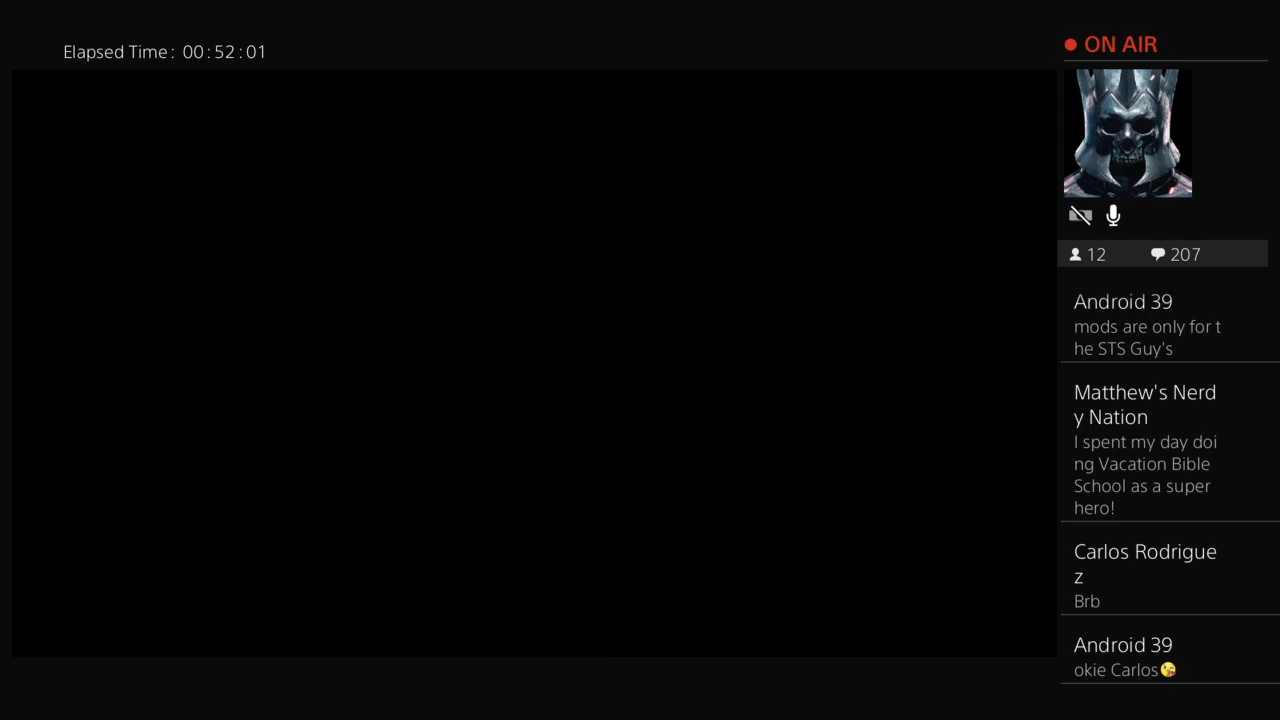 Elapsed Time: 00:52:01
ON AIR
12 207
Android 39
mods are only for t
he STS Guy's
Matthew's Nerd
y Nation
I spent my day doi
ng Vacation Bible
School as a super
hero!
Carlos Rodrigue
z
Brb
Android 39
okie Carlos😘